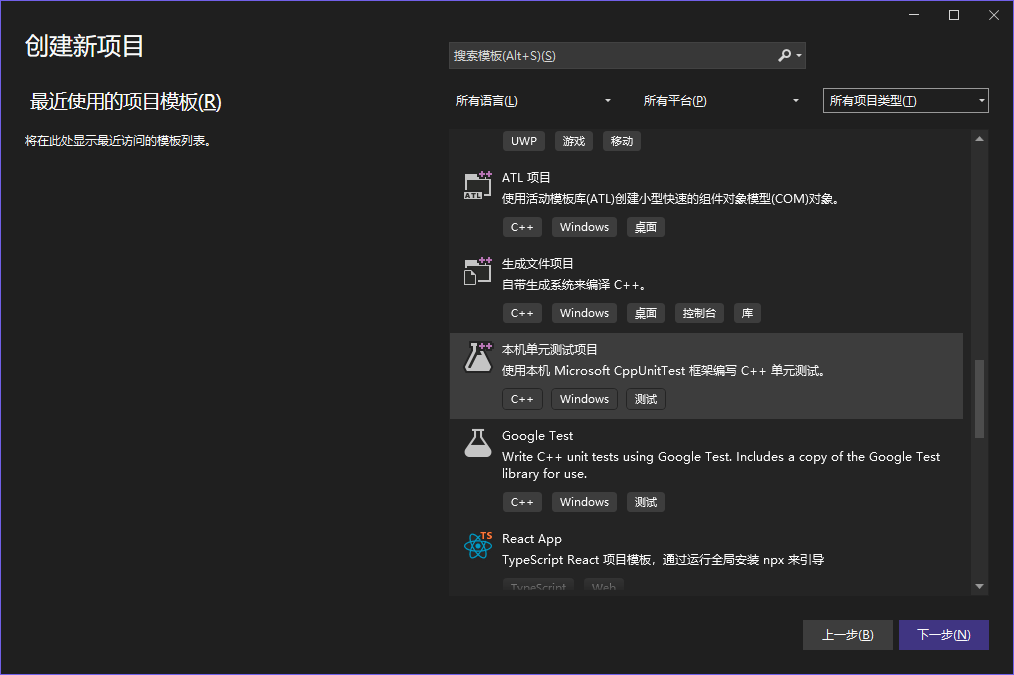 创建新项目
搜索模板(Alt+S)(S)
最近使用的项目模板(R)
所有语言(L)
所有平台(P)
所有项目类型(T)
将在此处显示最近访问的模板列表。
UWP 游戏 移动
ATL 项目
ATL
使用活动模板库(ATL)创建小型快速的组件对象模型(COM)对象。
C++ Windows 桌面
生成文件项目
自带生成系统来编译 C++。
C++ Windows 桌面 控制台 库
本机单元测试项目
使用本机 Microsoft CppUnitTest 框架编写 C++ 单元测试。
C++ Windows 测试
Google Test
Write C++ unit tests using Google Test. Includes a copy of the Google Test
library for use.
C++ Windows 测试
TS
React App
TypeScript React 项目模板，通过运行全局安装 npx 来引导
TypeScript Web
上一步(B)
下一步(N)